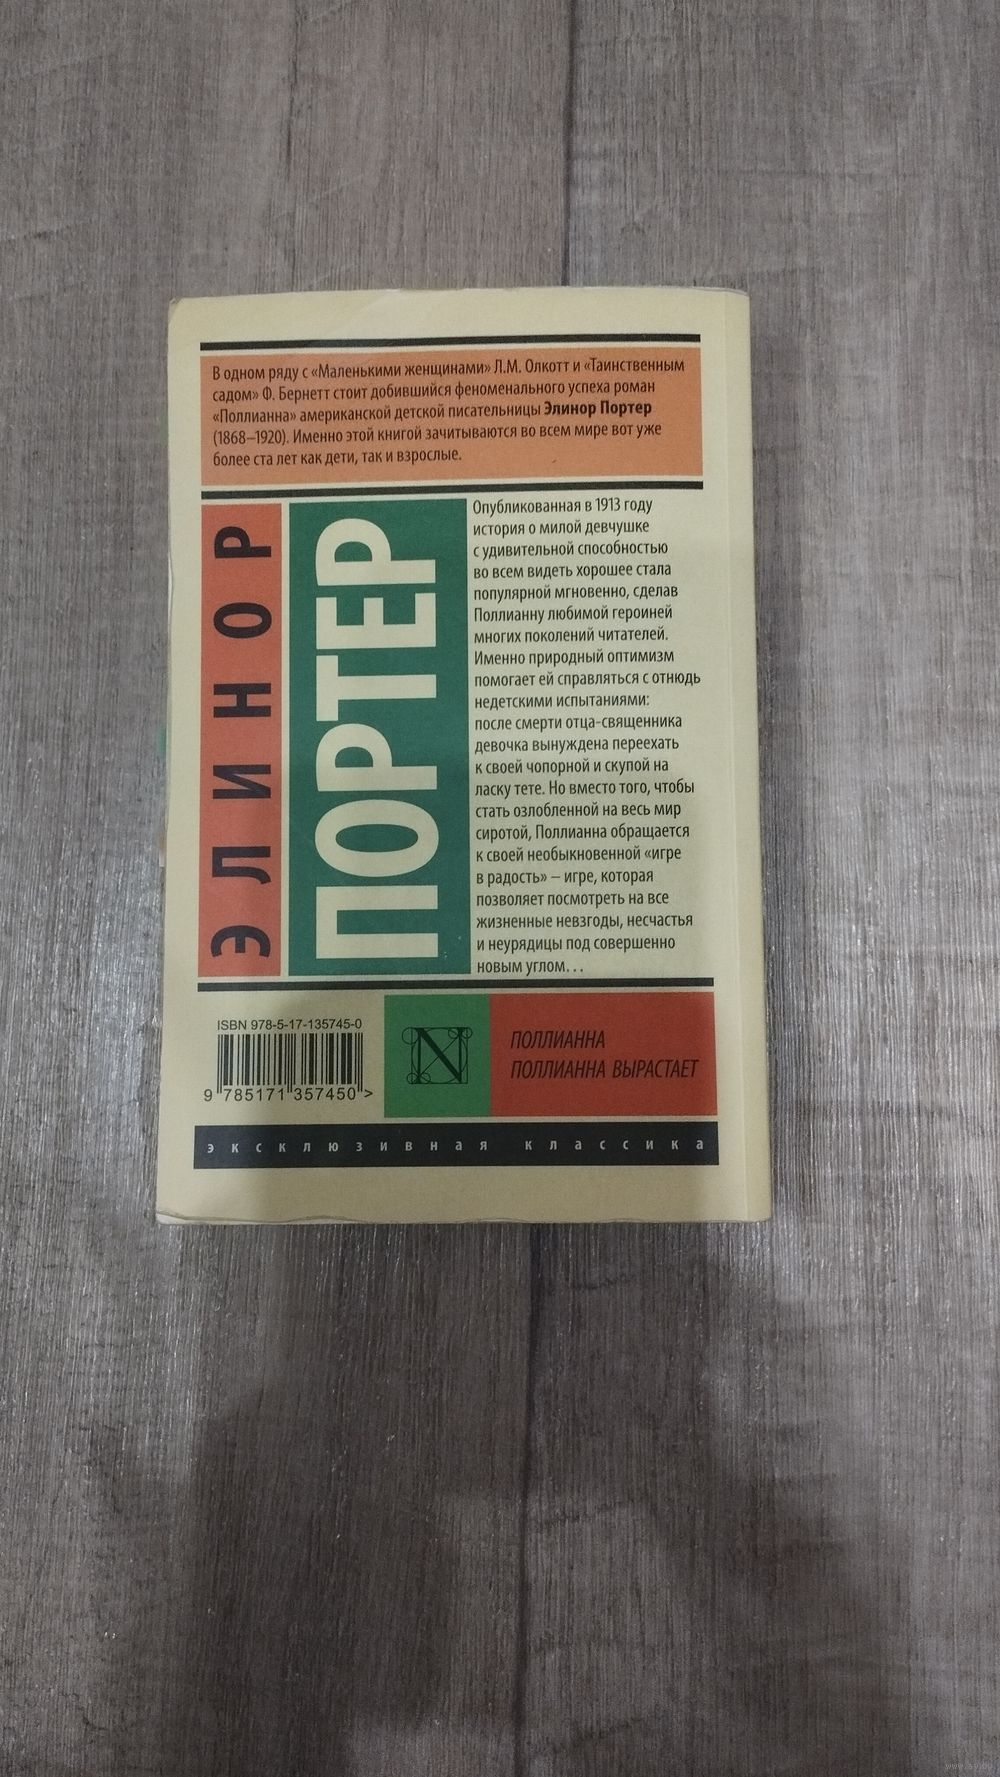 В одном ряду с «Маленькими женщинами» Л.М. Олкотт и «Таинственным
садом» Ф. Бернетт стоит добившийся феноменального успеха роман
«Поллианна» американской детской писательницы Элинор Портер
(1868–1920). Именно этой книгой зачитываются во всем мире вот уже
более ста лет как дети, так и взрослые.
ЭЛИНОР
ПОРТЕР
Опубликованная в 1913 году
история о милой девчушке
с удивительной способностью
во всем видеть хорошее стала
популярной мгновенно, сделав
Поллианну любимой героиней
многих поколений читателей.
Именно природный оптимизм
помогает ей справляться с отнюдь
недетскими испытаниями:
после смерти отца-священника
девочка вынуждена переехать
к своей чопорной и скупой на
ласку тете. Но вместо того, чтобы
стать озлобленной на весь мир
сиротой, Поллианна обращается
к своей необыкновенной «игре
в радость» – игре, которая
позволяет посмотреть на все
жизненные невзгоды, несчастья
и неурядицы под совершенно
новым углом…
ISBN 978-5-17-135745-0
9 785171 357450 >
N
ПОЛЛИАННА
ПОЛЛИАННА ВЫРАСТАЕТ
эксклюзивная классика